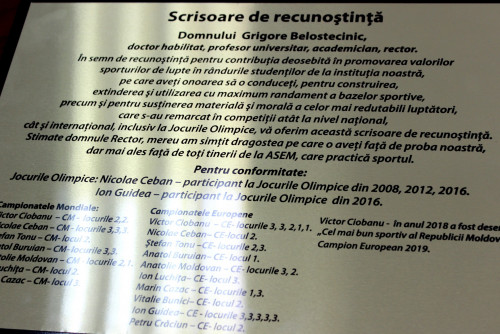 Scrisoare de recunoştinţă
Domnului Grigore Belostecinic,
doctor habilitat, profesor universitar, academician, rector.
În semn de recunoştinţă pentru contribuţia deosebită în promovarea valorilor
sporturilor de lupte în rândurile studenţilor de la instituţia noastră,
pe care aveţi onoarea să o conduceţi, pentru construirea,
extinderea şi utilizarea cu maximum randament a bazelor sportive,
precum şi pentru susţinerea materială şi morală a celor mai redutabili luptători,
care s-au remarcat în competiţii atât la nivel naţional,
cât şi internaţional, inclusiv la Jocurile Olimpice, vă oferim această scrisoare de recunoştinţă.
Stimate domnule Rector, mereu am simţit dragostea pe care o aveţi faţă de proba noastră,
dar mai ales faţă de toţi tinerii de la ASEM, care practică sportul.
Pentru conformitate:
Jocurile Olimpice: Nicolae Ceban – participant la Jocurile Olimpice din 2008, 2012, 2016.
Ion Guidea – participant la Jocurile Olimpice din 2016.
Campionatele Mondiale:
Victor Ciobanu – CM - locurile 2,2.
Nicolae Ceban – CM - locurile 3,3,3.
Ştefan Tonu – CM- locul 2.
Anatol Buruian – CM- locurile 3,3.
Anatolie Moldovan – CM- locurile 2,1.
Luchiţa – CM- locul 2.
Cazac – CM- locul 3.
Campionatele Europene
Victor Ciobanu – CE- locurile 3, 3, 2,1,1.
Nicolae Ceban– CE- locul 2.
Ştefan Tonu – CE- locurile 2,3.
Anatol Buruian – CE- locul 2.
Anatolie Moldovan – CE- locurile 3, 2.
Ion Luchiţa– CE- locul 3.
Marin Cazac – CE- locurile 1,3.
Vitalie Bunici– CE- locul 2.
Ion Guidea – CE- locurile 3,3,3,3,3.
Petru Crăciun – CE- locul 2.
Victor Ciobanu - în anul 2018 a fost desem
„Cel mai bun sportiv al Republicii Moldov
Campion European 2019.